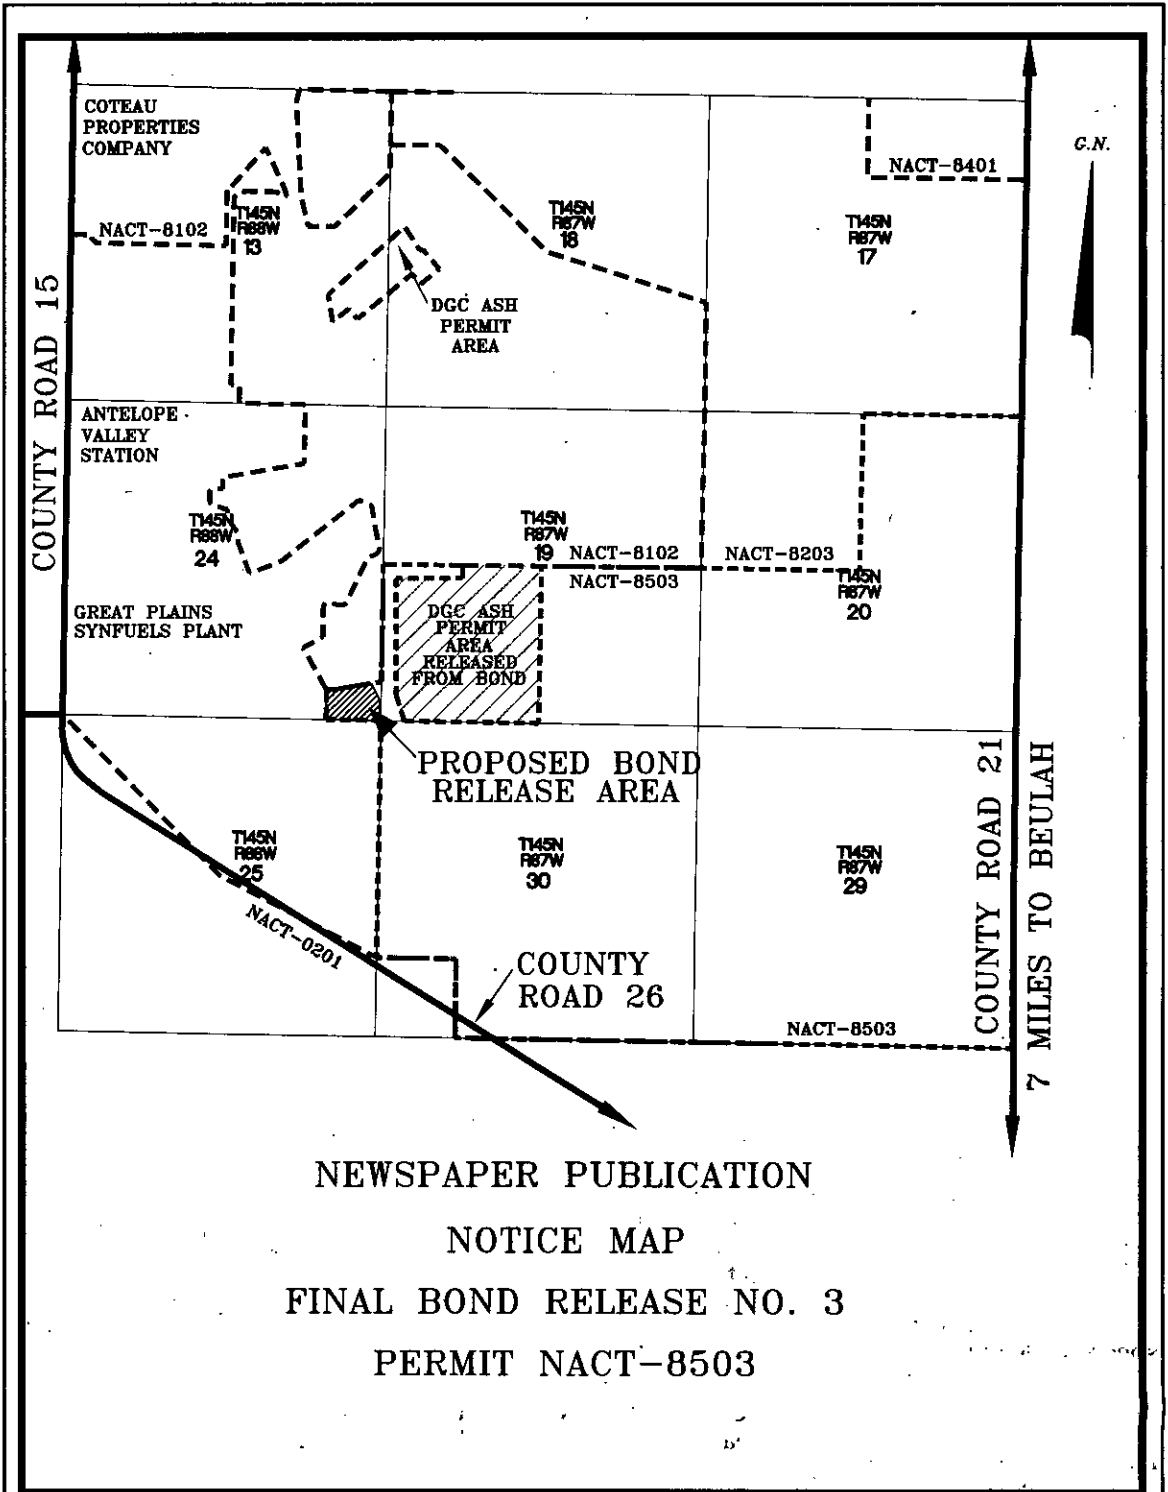 COTEAU
PROPERTIES
COMPANY
G.N.
NACT-8401
T145N
R88W
13
NACT-8102
T145N
R87W
18
T145N
R87W
17
DGC ASH
PERMIT
AREA
COUNTY ROAD 15
ANTELOPE
VALLEY
STATION
T145N
R88W
24
T145N
R87W
19
NACT-8102
NACT-8203
NACT-8503
T145N
R87W
20
GREAT PLAINS
SYNFUELS PLANT
DGC ASH
PERMIT
AREA
RELEASED
FROM BOND
PROPOSED BOND
RELEASE AREA
COUNTY ROAD 21
7 MILES TO BEULAH
T145N
R88W
25
T145N
R87W
30
T145N
R87W
29
NACT-0201
COUNTY
ROAD 26
NACT-8503
NEWSPAPER PUBLICATION
NOTICE MAP
FINAL BOND RELEASE NO. 3
PERMIT NACT-8503